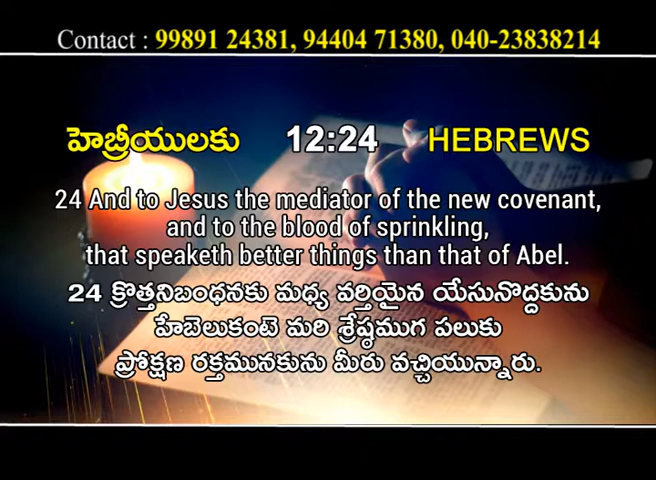 Contact : 99891 24381, 94404 71380, 040-23838214
హెబ్రీయులకు 12:24 HEBREWS
24 And to Jesus the mediator of the new covenant,
and to the blood of sprinkling,
that speaketh better things than that of Abel.
24 క్రొత్తనిబంధనకు మధ్య వర్తియైన యేసునొద్దకును
హేబెలుకంటె మరి శ్రేష్ఠముగ పలుకు
ప్రోక్షణ రక్తమునకును మీరు వచ్చియున్నారు.